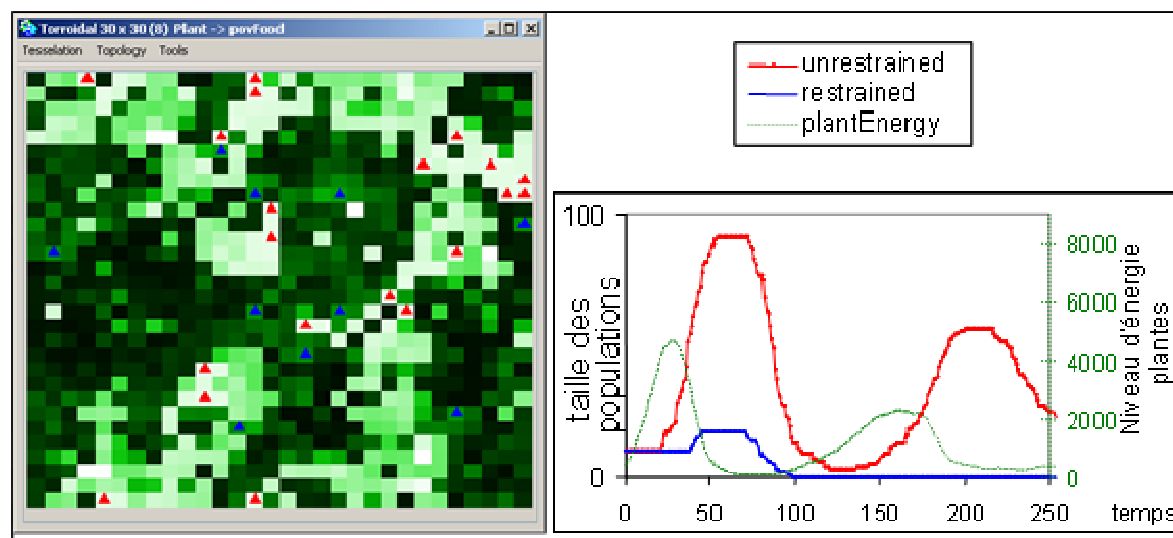 Torroidal 30 x 30 (8) Plant -> povFood
Tesselation Topology Tools
unrestrained
restrained
plantEnergy
100
0
taille des
populations
0 50 100 150 200 250 temps
8000
6000
4000
2000
0
Niveau d'énergie
plantes